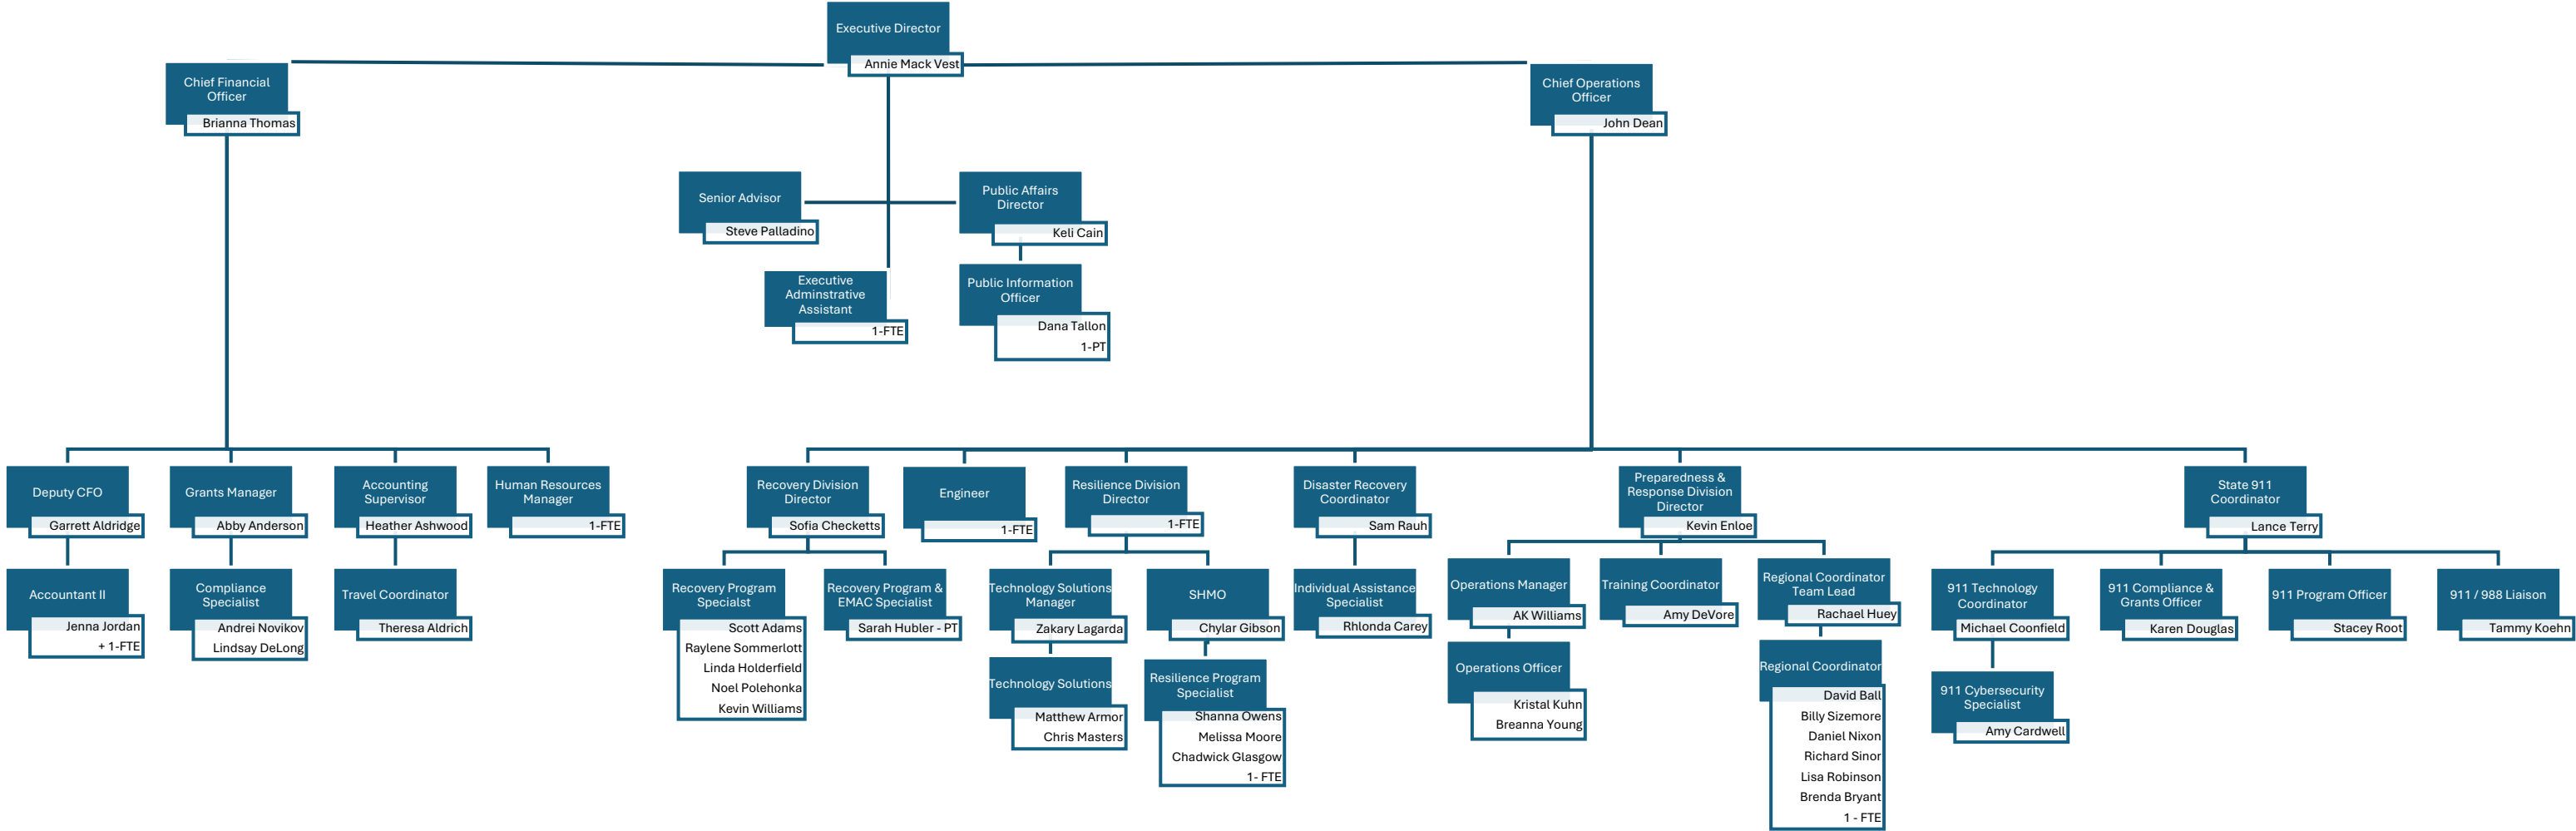 Executive Director
Annie Mack Vest
Chief Financial
Officer
Brianna Thomas
Chief Operations
Officer
John Dean
Senior Advisor
Steve Palladino
Public Affairs
Director
Keli Cain
Executive
Adminstrative
Assistant
1-FTE
Public Information
Officer
Dana Tallon
1-PT
Deputy CFO
Garrett Aldridge
Grants Manager
Abby Anderson
Accounting
Supervisor
Heather Ashwood
Human Resources
Manager
1-FTE
Recovery Division
Director
Sofia Checketts
Engineer
1-FTE
Resilience Division
Director
1-FTE
Disaster Recovery
Coordinator
Sam Rauh
Preparedness &
Response Division
Director
Kevin Enloe
State 911
Coordinator
Lance Terry
Accountant II
Jenna Jordan
+ 1-FTE
Compliance
Specialist
Andrei Novikov
Lindsay DeLong
Travel Coordinator
Theresa Aldrich
Recovery Program
Specialst
Scott Adams
Raylene Sommerlott
Linda Holderfield
Noel Polehonka
Kevin Williams
Recovery Program &
EMAC Specialist
Sarah Hubler - PT
Technology Solutions
Manager
Zakary Lagarda
Technology Solutions
Matthew Armor
Chris Masters
SHMO
Chylar Gibson
Resilience Program
Specialist
Shanna Owens
Melissa Moore
Chadwick Glasgow
1- FTE
Individual Assistance
Specialist
Rhlonda Carey
Operations Manager
AK Williams
Operations Officer
Kristal Kuhn
Breanna Young
Training Coordinator
Amy DeVore
Regional Coordinator
Team Lead
Rachael Huey
Regional Coordinator
David Ball
Billy Sizemore
Daniel Nixon
Richard Sinor
Lisa Robinson
Brenda Bryant
1 - FTE
911 Technology
Coordinator
Michael Coonfield
911 Cybersecurity
Specialist
Amy Cardwell
911 Compliance &
Grants Officer
Karen Douglas
911 Program Officer
Stacey Root
911 / 988 Liaison
Tammy Koehn